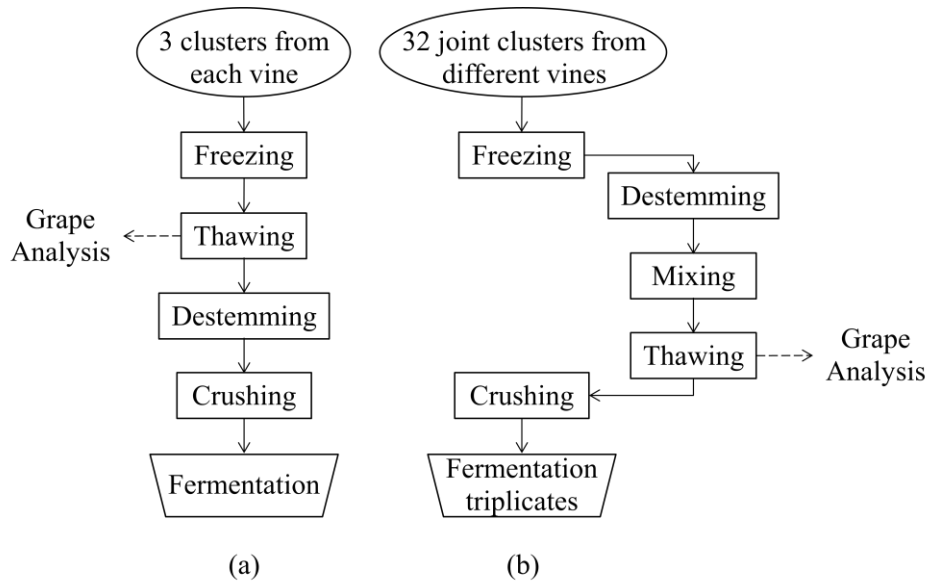 3 clusters from
each vine
Freezing
Grape
Analysis
Thawing
Destemming
Crushing
Fermentation
(a)
32 joint clusters from
different vines
Freezing
Destemming
Mixing
Thawing
Grape
Analysis
Crushing
Fermentation
triplicates
(b)